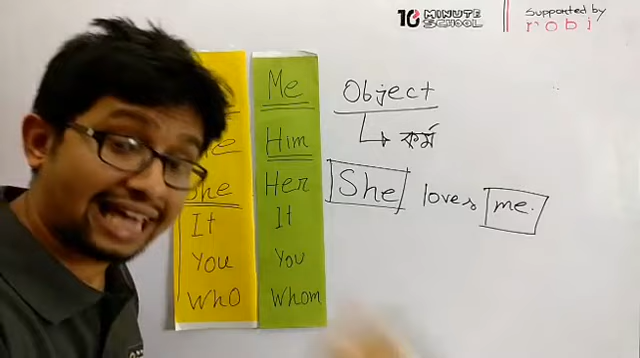 10 MINUTE SCHOOL
Supported by
robi
She
It
You
Who
Me
Him
Her
It
You
Whom
Object
কর্ম
She loves me.